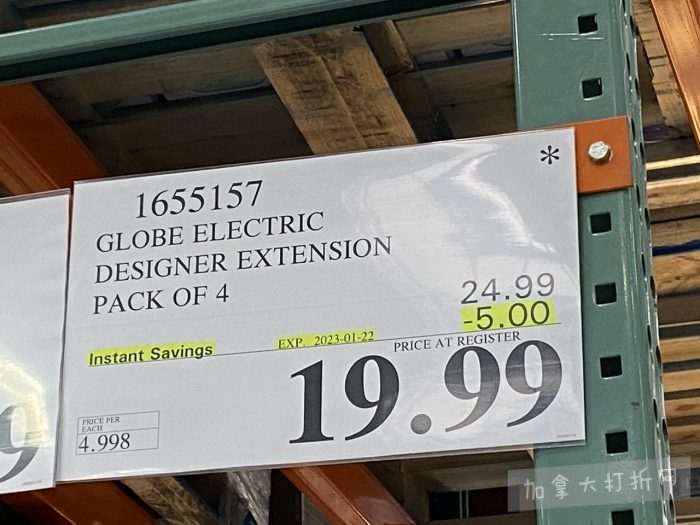 *
1655157
GLOBE ELECTRIC
DESIGNER EXTENSION
PACK OF 4
24.99
-5.00
Instant Savings EXP. 2023-01-22 PRICE AT REGISTER
19.99
PRICE PER
EACH
4.998
9
加拿大打折网